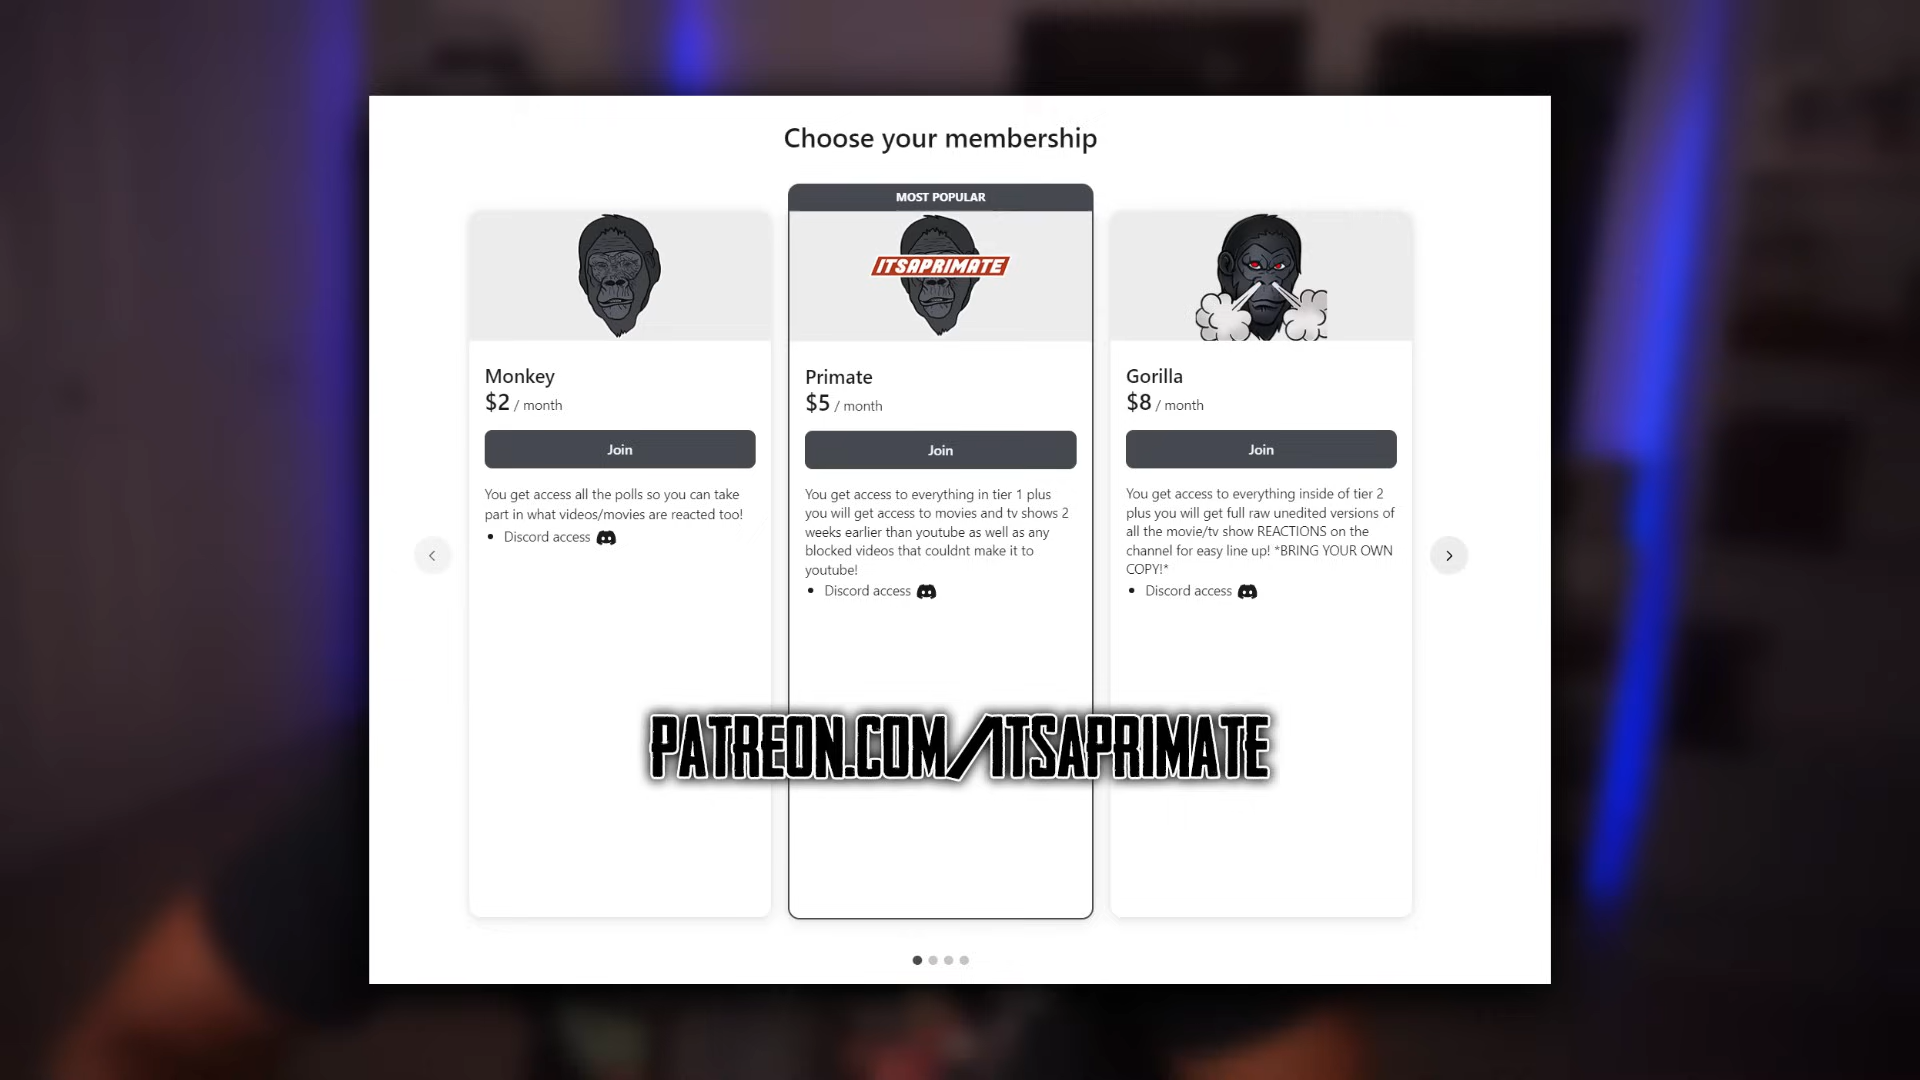 Choose your membership
MOST POPULAR
ITSAPRIMATE
Monkey
$2 / month
Join
You get access all the polls so you can take
part in what videos/movies are reacted too!
• Discord access
Primate
$5 / month
Join
You get access to everything in tier 1 plus
you will get access to movies and tv shows 2
weeks earlier than youtube as well as any
blocked videos that couldnt make it to
youtube!
• Discord access
Gorilla
$8 / month
Join
You get access to everything inside of tier 2
plus you will get full raw unedited versions of
all the movie/tv show REACTIONS on the
channel for easy line up! *BRING YOUR OWN
COPY!*
• Discord access
PATREON.COM/ITSAPRIMATE